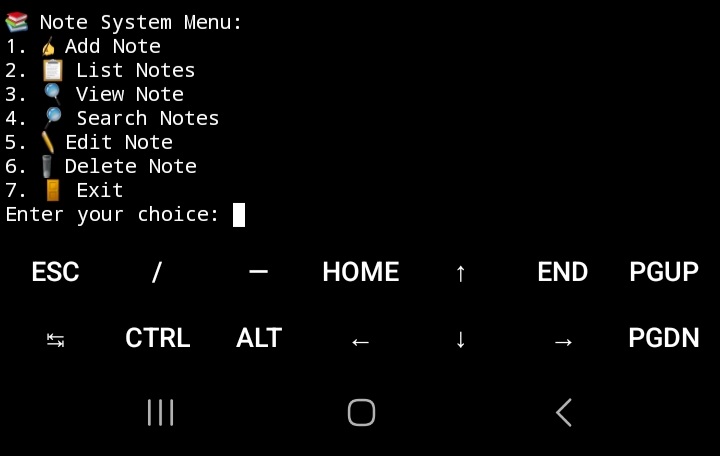 📚 Note System Menu:
1. ✍️ Add Note
2. 📋 List Notes
3. 🔍 View Note
4. 🔎 Search Notes
5. ✏️ Edit Note
6. 🗑️ Delete Note
7. 🚪 Exit
Enter your choice:
ESC / — HOME ↑ END PGUP
↹ CTRL ALT ← ↓ → PGDN